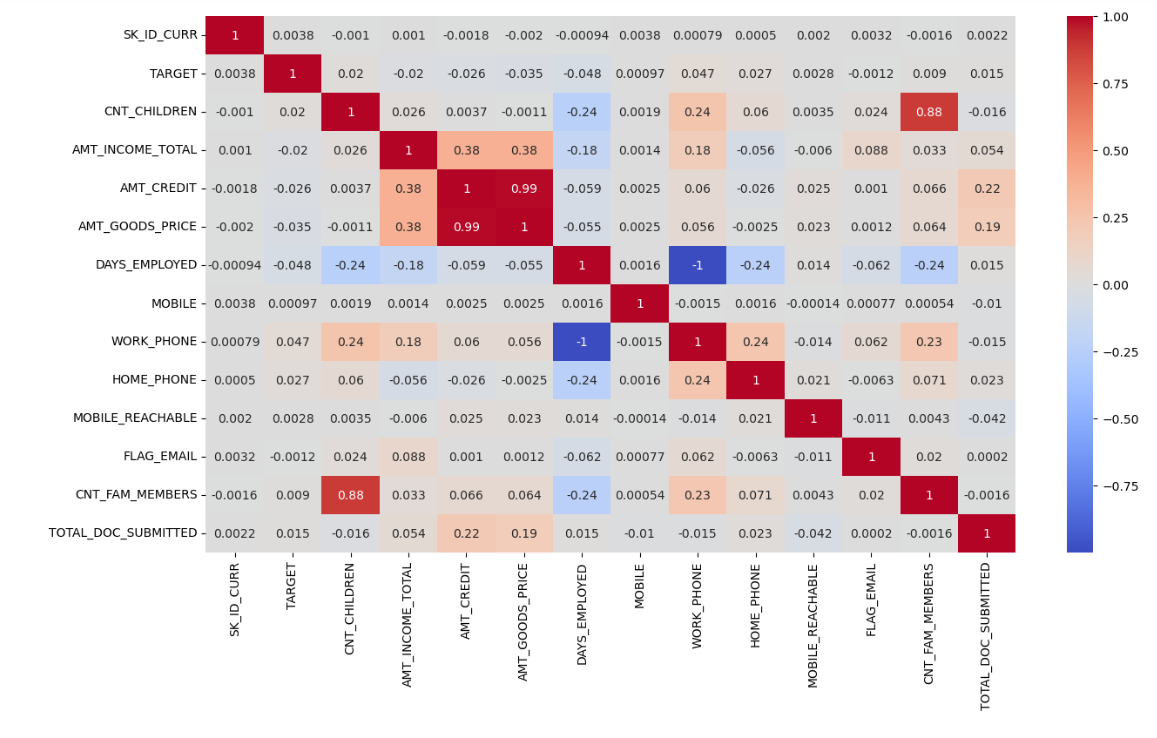 SK_ID_CURR 1 0.0038 -0.001 0.001 -0.0018 -0.002 -0.00094 0.0038 0.00079 0.0005 0.002 0.0032 -0.0016 0.0022
TARGET 0.0038 1 0.02 -0.02 -0.026 -0.035 -0.048 0.00097 0.047 0.027 0.0028 -0.0012 0.009 0.015
CNT_CHILDREN -0.001 0.02 1 0.026 0.0037 -0.0011 -0.24 0.0019 0.24 0.06 0.0035 0.024 0.88 -0.016
AMT_INCOME_TOTAL 0.001 -0.02 0.026 1 0.38 0.38 -0.18 0.0014 0.18 -0.056 -0.006 0.088 0.033 0.054
AMT_CREDIT -0.0018 -0.026 0.0037 0.38 1 0.99 -0.059 0.0025 0.06 -0.026 0.025 0.001 0.066 0.22
AMT_GOODS_PRICE -0.002 -0.035 -0.0011 0.38 0.99 1 -0.055 0.0025 0.056 -0.0025 0.023 0.0012 0.064 0.19
DAYS_EMPLOYED -0.00094 -0.048 -0.24 -0.18 -0.059 -0.055 1 0.0016 -1 -0.24 0.014 -0.062 -0.24 0.015
MOBILE 0.0038 0.00097 0.0019 0.0014 0.0025 0.0025 0.0016 1 -0.0015 0.0016 -0.00014 0.00077 0.00054 -0.01
WORK_PHONE 0.00079 0.047 0.24 0.18 0.06 0.056 -1 -0.0015 1 0.24 -0.014 0.062 0.23 -0.015
HOME_PHONE 0.0005 0.027 0.06 -0.056 -0.026 -0.0025 -0.24 0.0016 0.24 1 0.021 -0.0063 0.071 0.023
MOBILE_REACHABLE 0.002 0.0028 0.0035 -0.006 0.025 0.023 0.014 -0.00014 -0.014 0.021 1 -0.011 0.0043 -0.042
FLAG_EMAIL 0.0032 -0.0012 0.024 0.088 0.001 0.0012 -0.062 0.00077 0.062 -0.0063 -0.011 1 0.02 0.0002
CNT_FAM_MEMBERS -0.0016 0.009 0.88 0.033 0.066 0.064 -0.24 0.00054 0.23 0.071 0.0043 0.02 1 -0.0016
TOTAL_DOC_SUBMITTED 0.0022 0.015 -0.016 0.054 0.22 0.19 0.015 -0.01 -0.015 0.023 -0.042 0.0002 -0.0016 1
SK_ID_CURR
TARGET
CNT_CHILDREN
AMT_INCOME_TOTAL
AMT_CREDIT
AMT_GOODS_PRICE
DAYS_EMPLOYED
MOBILE
WORK_PHONE
HOME_PHONE
MOBILE_REACHABLE
FLAG_EMAIL
CNT_FAM_MEMBERS
TOTAL_DOC_SUBMITTED
1.00
0.75
0.50
0.25
0.00
−0.25
−0.50
−0.75